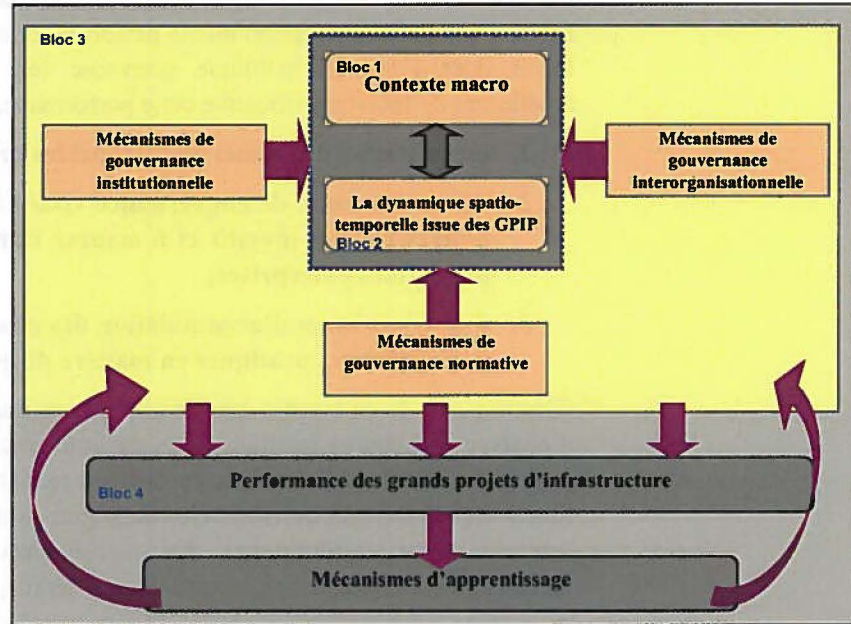 Bloc 3
Bloc 1
Contexte macro
Mécanismes de
gouvernance
institutionnelle
Mécanismes de
gouvernance
interorganisationnelle
La dynamique spatio-
temporelle issue des GPIP
Bloc 2
Mécanismes de
gouvernance normative
Performance des grands projets d'infrastructure
Bloc 4
Mécanismes d'apprentissage